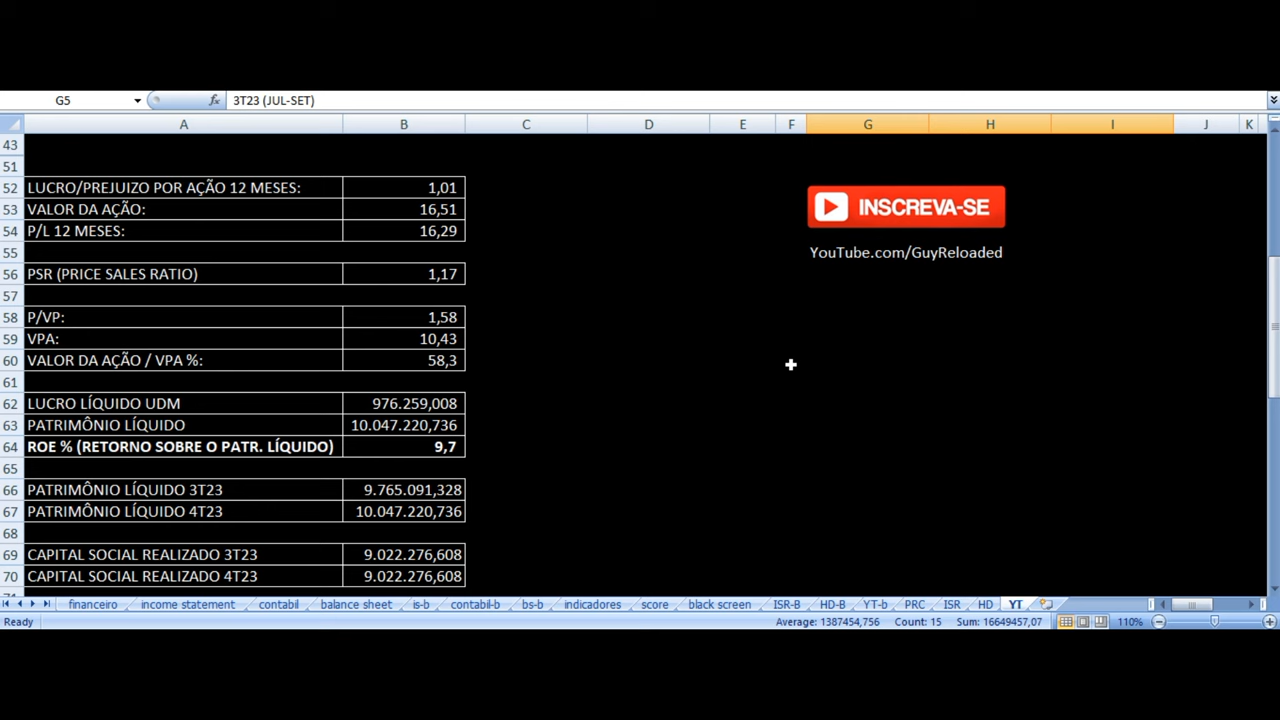 G5 fx 3T23 (JUL-SET)
A B C D E F G H I J K
43
51
52 LUCRO/PREJUIZO POR AÇÃO 12 MESES: 1,01
53 VALOR DA AÇÃO: 16,51
54 P/L 12 MESES: 16,29
55
56 PSR (PRICE SALES RATIO) 1,17
57
58 P/VP: 1,58
59 VPA: 10,43
60 VALOR DA AÇÃO / VPA %: 58,3
61
62 LUCRO LÍQUIDO UDM 976.259,008
63 PATRIMÔNIO LÍQUIDO 10.047.220,736
64 ROE % (RETORNO SOBRE O PATR. LÍQUIDO) 9,7
65
66 PATRIMÔNIO LÍQUIDO 3T23 9.765.091,328
67 PATRIMÔNIO LÍQUIDO 4T23 10.047.220,736
68
69 CAPITAL SOCIAL REALIZADO 3T23 9.022.276,608
70 CAPITAL SOCIAL REALIZADO 4T23 9.022.276,608
INSCREVA-SE
YouTube.com/GuyReloaded
financeiro income statement contabil balance sheet is-b contabil-b bs-b indicadores score black screen ISR-B HD-B YT-b PRC ISR HD YT
Ready Average: 1387454,756 Count: 15 Sum: 16649457,07 110%